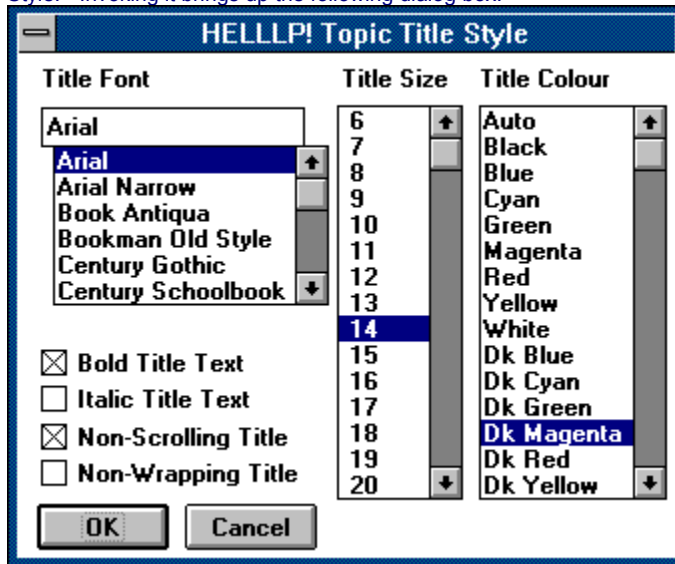 Style." Invoking it brings up the following dialog box:
HELLLP! Topic Title Style
Title Font
Title Size
Title Colour
Arial
Arial
Arial Narrow
Book Antiqua
Bookman Old Style
Century Gothic
Century Schoolbook
6
7
8
9
10
11
12
13
14
15
16
17
18
19
20
Auto
Black
Blue
Cyan
Green
Magenta
Red
Yellow
White
Dk Blue
Dk Cyan
Dk Green
Dk Magenta
Dk Red
Dk Yellow
Bold Title Text
Italic Title Text
Non-Scrolling Title
Non-Wrapping Title
OK
Cancel